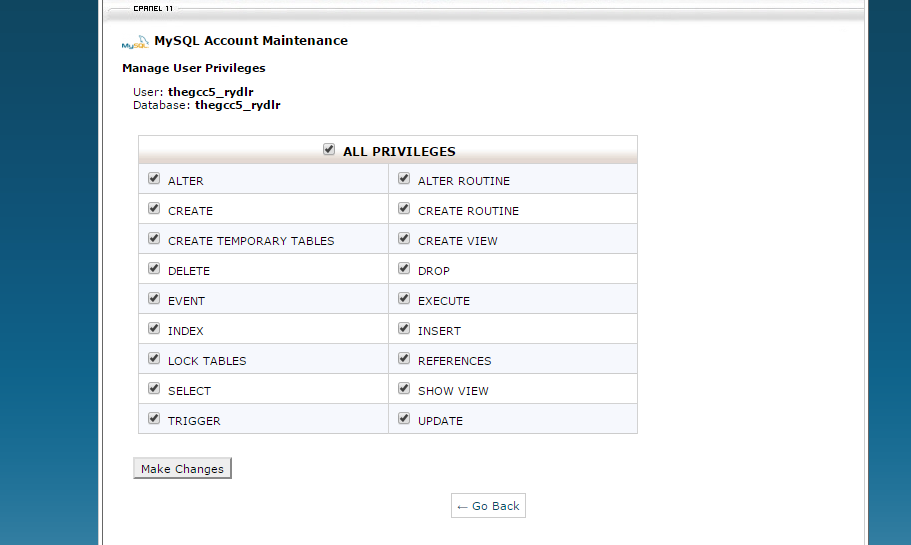 CPANEL 11
MySQL MySQL Account Maintenance
Manage User Privileges
User: thegcc5_rydlr
Database: thegcc5_rydlr
ALL PRIVILEGES
ALTER ALTER ROUTINE
CREATE CREATE ROUTINE
CREATE TEMPORARY TABLES CREATE VIEW
DELETE DROP
EVENT EXECUTE
INDEX INSERT
LOCK TABLES REFERENCES
SELECT SHOW VIEW
TRIGGER UPDATE
Make Changes
← Go Back